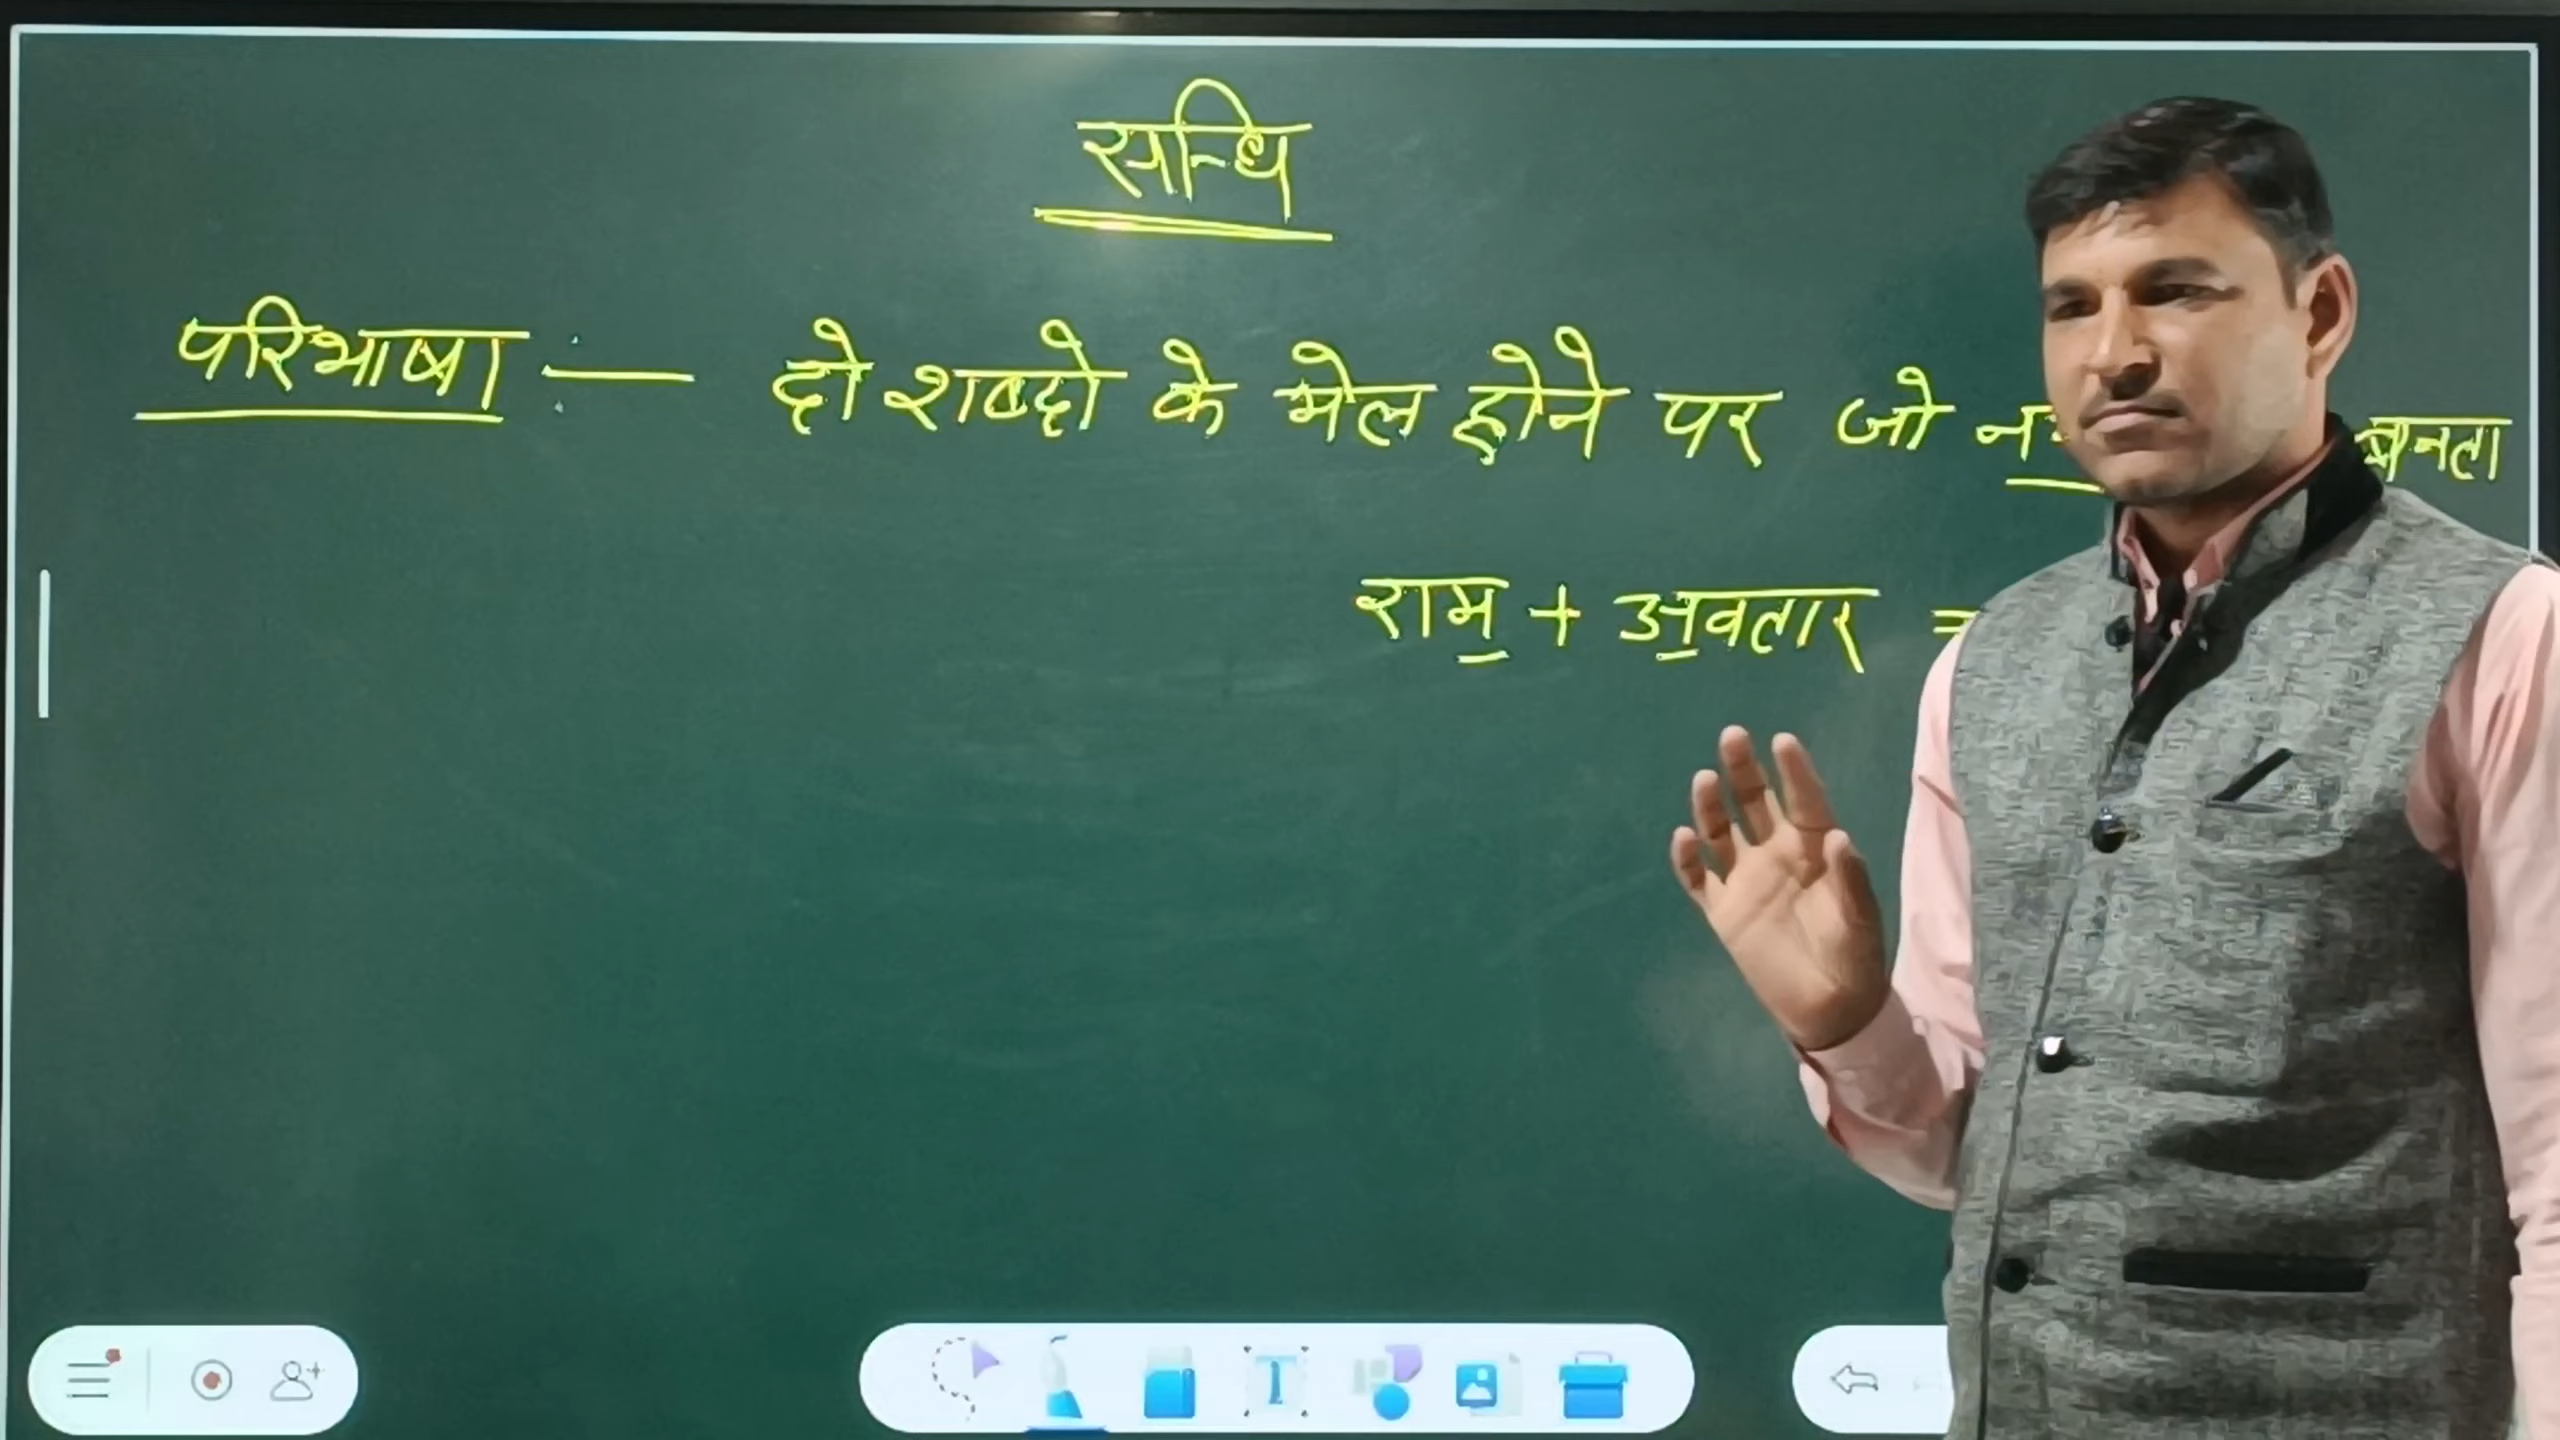 सन्धि
परिभाषा :— दो शब्दो के मेल होने पर जो बनता
राम + अवतार =